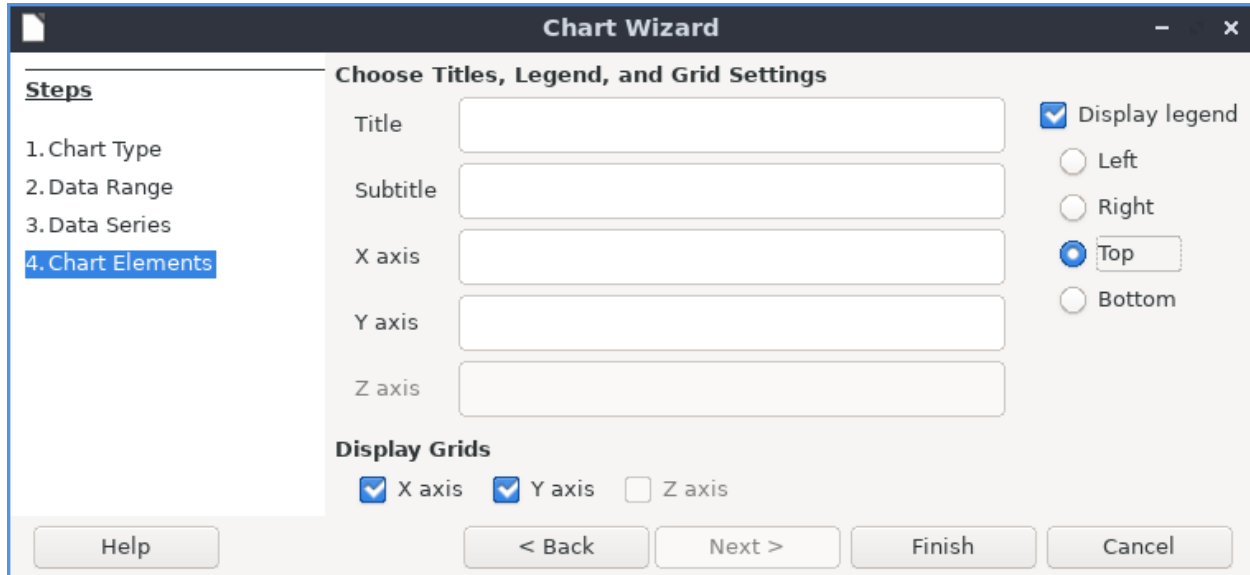 Chart Wizard
Steps
1. Chart Type
2. Data Range
3. Data Series
4. Chart Elements
Choose Titles, Legend, and Grid Settings
Title
Subtitle
X axis
Y axis
Z axis
Display legend
Left
Right
Top
Bottom
Display Grids
X axis Y axis Z axis
Help < Back Next > Finish Cancel